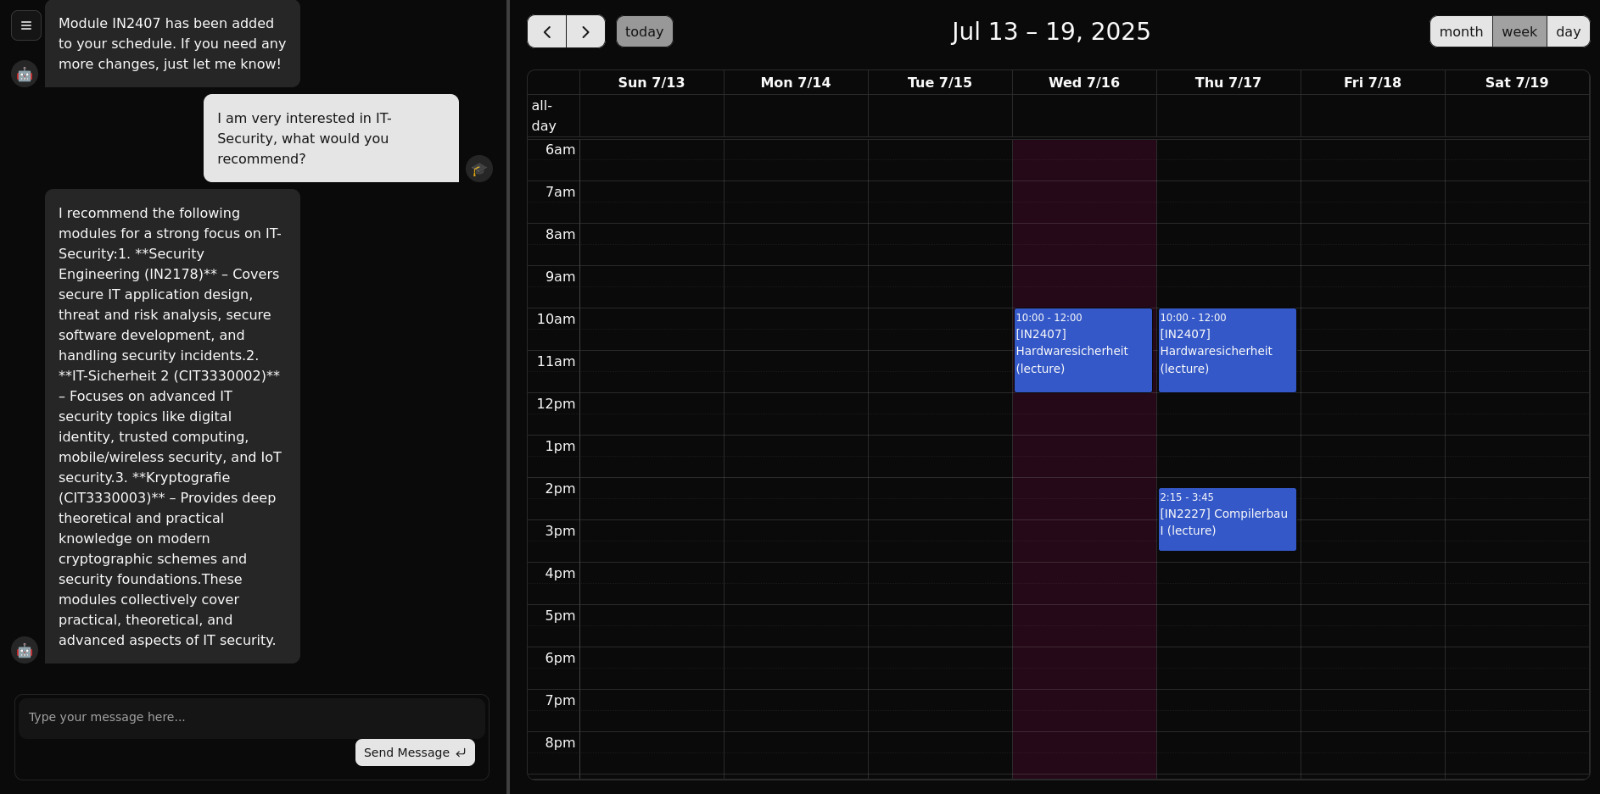 Module IN2407 has been added
to your schedule. If you need any
more changes, just let me know!
I am very interested in IT-
Security, what would you
recommend?
I recommend the following
modules for a strong focus on IT-
Security:1. **Security
Engineering (IN2178)** – Covers
secure IT application design,
threat and risk analysis, secure
software development, and
handling security incidents.2.
**IT-Sicherheit 2 (CIT3330002)**
– Focuses on advanced IT
security topics like digital
identity, trusted computing,
mobile/wireless security, and IoT
security.3. **Kryptografie
(CIT3330003)** – Provides deep
theoretical and practical
knowledge on modern
cryptographic schemes and
security foundations.These
modules collectively cover
practical, theoretical, and
advanced aspects of IT security.
Type your message here...
Send Message
today
Jul 13 – 19, 2025
month week day
Sun 7/13 Mon 7/14 Tue 7/15 Wed 7/16 Thu 7/17 Fri 7/18 Sat 7/19
all-
day
6am
7am
8am
9am
10am
11am
12pm
1pm
2pm
3pm
4pm
5pm
6pm
7pm
8pm
10:00 - 12:00
[IN2407]
Hardwaresicherheit
(lecture)
10:00 - 12:00
[IN2407]
Hardwaresicherheit
(lecture)
2:15 - 3:45
[IN2227] Compilerbau
I (lecture)